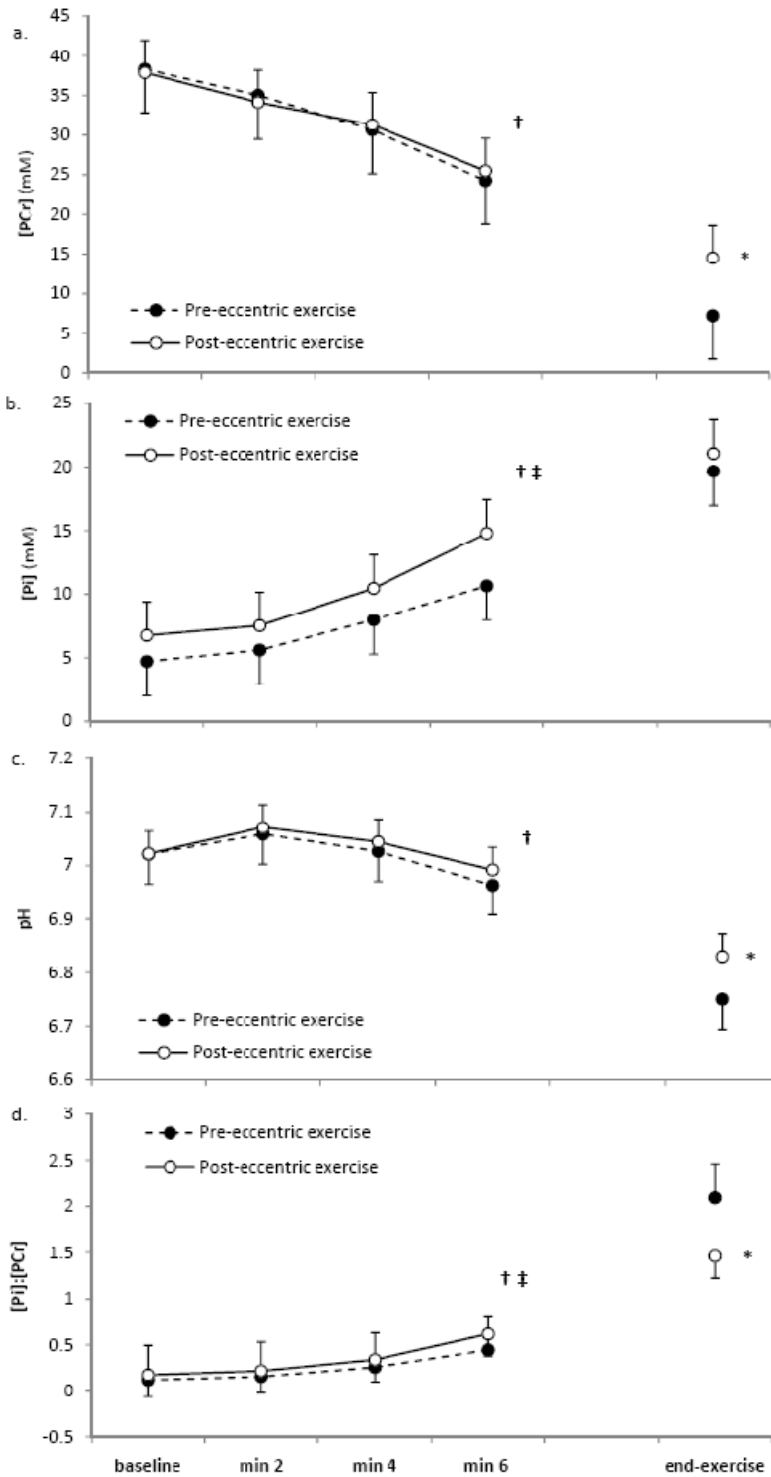 a.
45
40
35
30
25
20
15
10
5
0
[PCr] (mM)
†
*
Pre-eccentric exercise
Post-eccentric exercise
b.
25
20
15
10
5
0
[Pi] (mM)
Pre-eccentric exercise
Post-eccentric exercise
† ‡
c.
7.2
7.1
7
6.9
6.8
6.7
6.6
pH
†
*
Pre-eccentric exercise
Post-eccentric exercise
d.
3
2.5
2
1.5
1
0.5
0
-0.5
[Pi]:[PCr]
Pre-eccentric exercise
Post-eccentric exercise
† ‡
*
baseline min 2 min 4 min 6 end-exercise